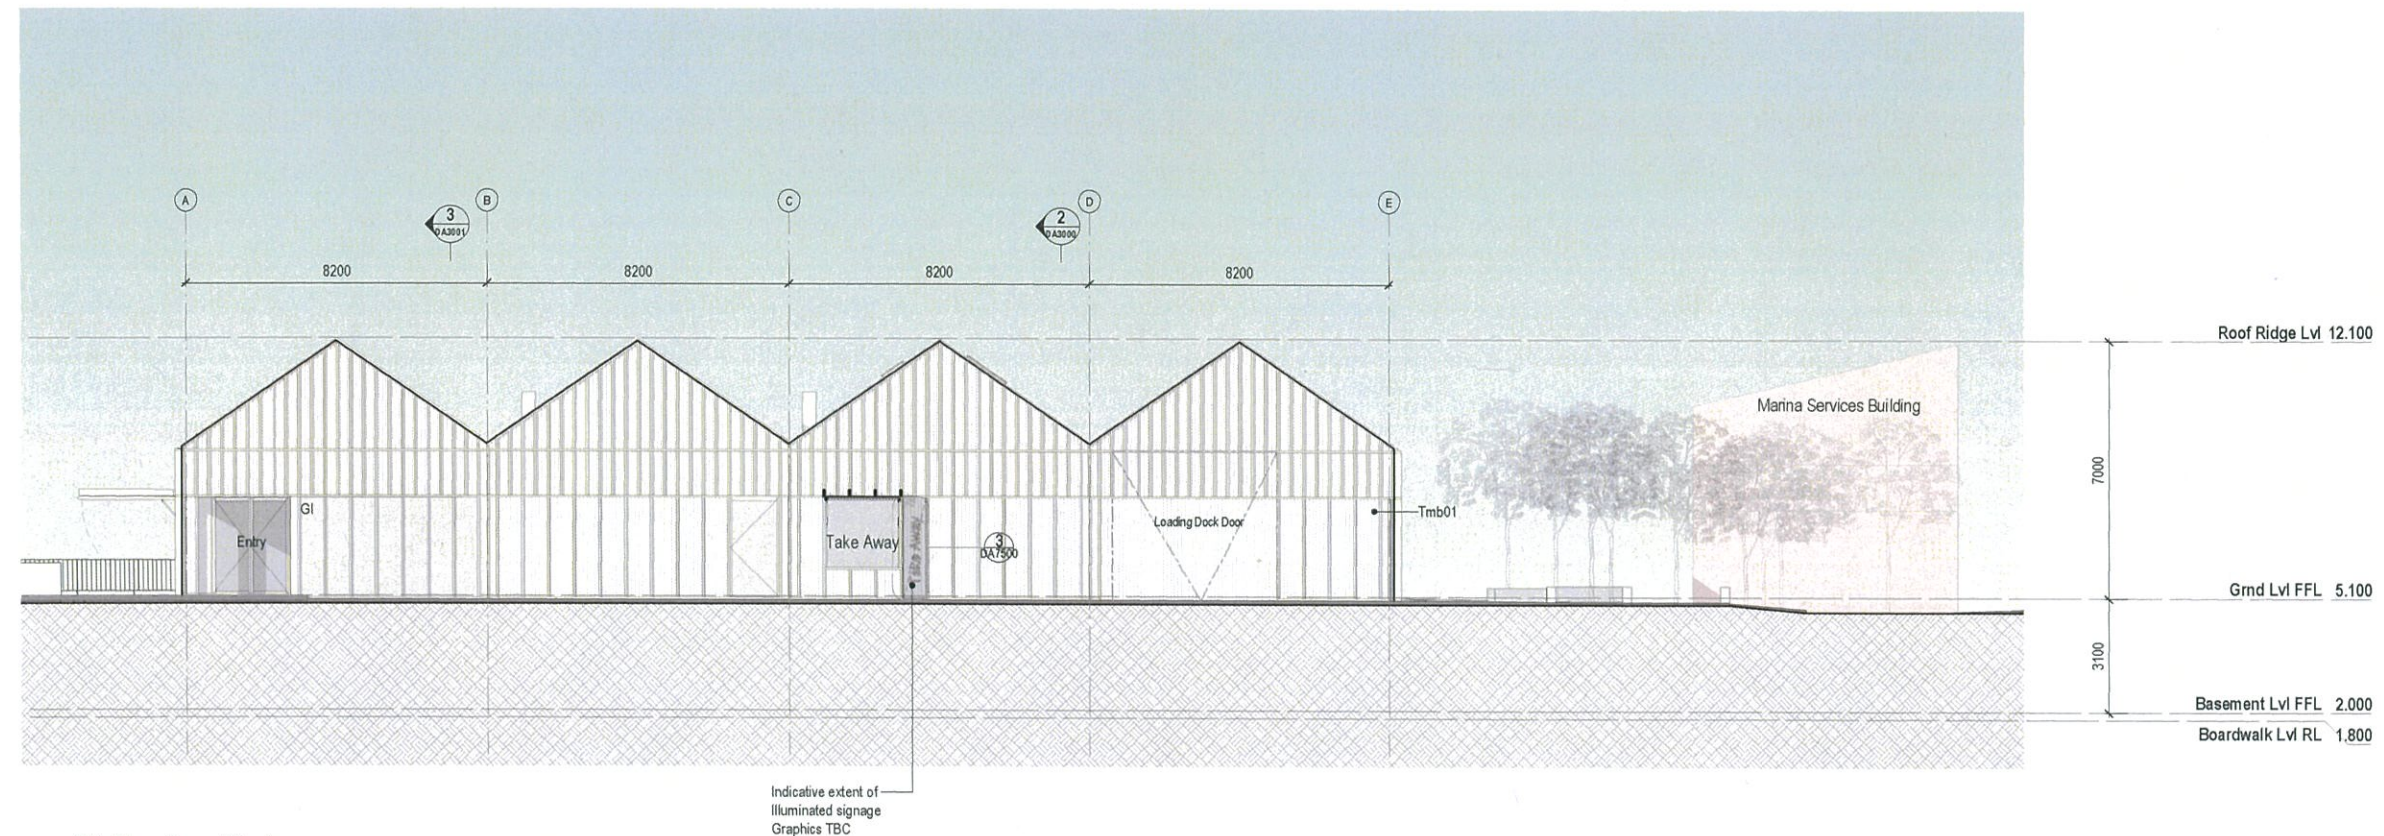 A
B
C
D
E
3
DA3001
2
DA3000
8200
8200
8200
8200
Roof Ridge Lvl 12.100
Marina Services Building
7000
GI
Entry
Take Away
Take Away
3
DA7500
Loading Dock Door
Tmb01
Grnd Lvl FFL 5.100
3100
Basement Lvl FFL 2.000
Boardwalk Lvl RL 1.800
Indicative extent of
Illuminated signage
Graphics TBC